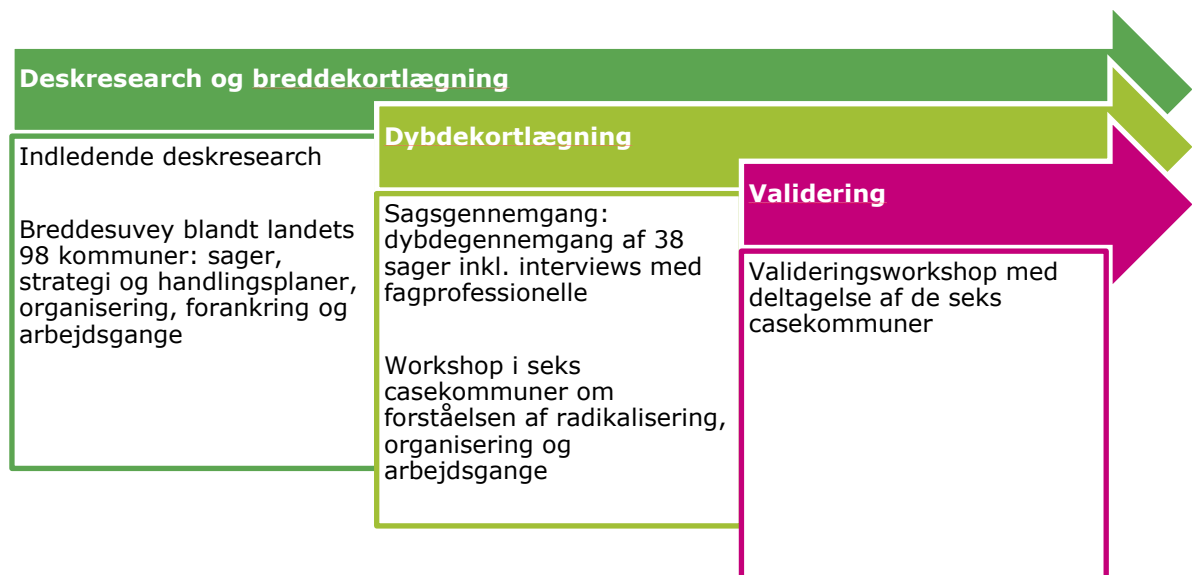 Deskresearch og breddekortlægning
Indledende deskresearch
Breddesuvey blandt landets
98 kommuner: sager,
strategi og handlingsplaner,
organisering, forankring og
arbejdsgange
Dybdekortlægning
Sagsgennemgang:
dybdegennemgang af 38
sager inkl. interviews med
fagprofessionelle
Workshop i seks
casekommuner om
forståelsen af radikalisering,
organisering og
arbejdsgange
Validering
Valideringsworkshop med
deltagelse af de seks
casekommuner